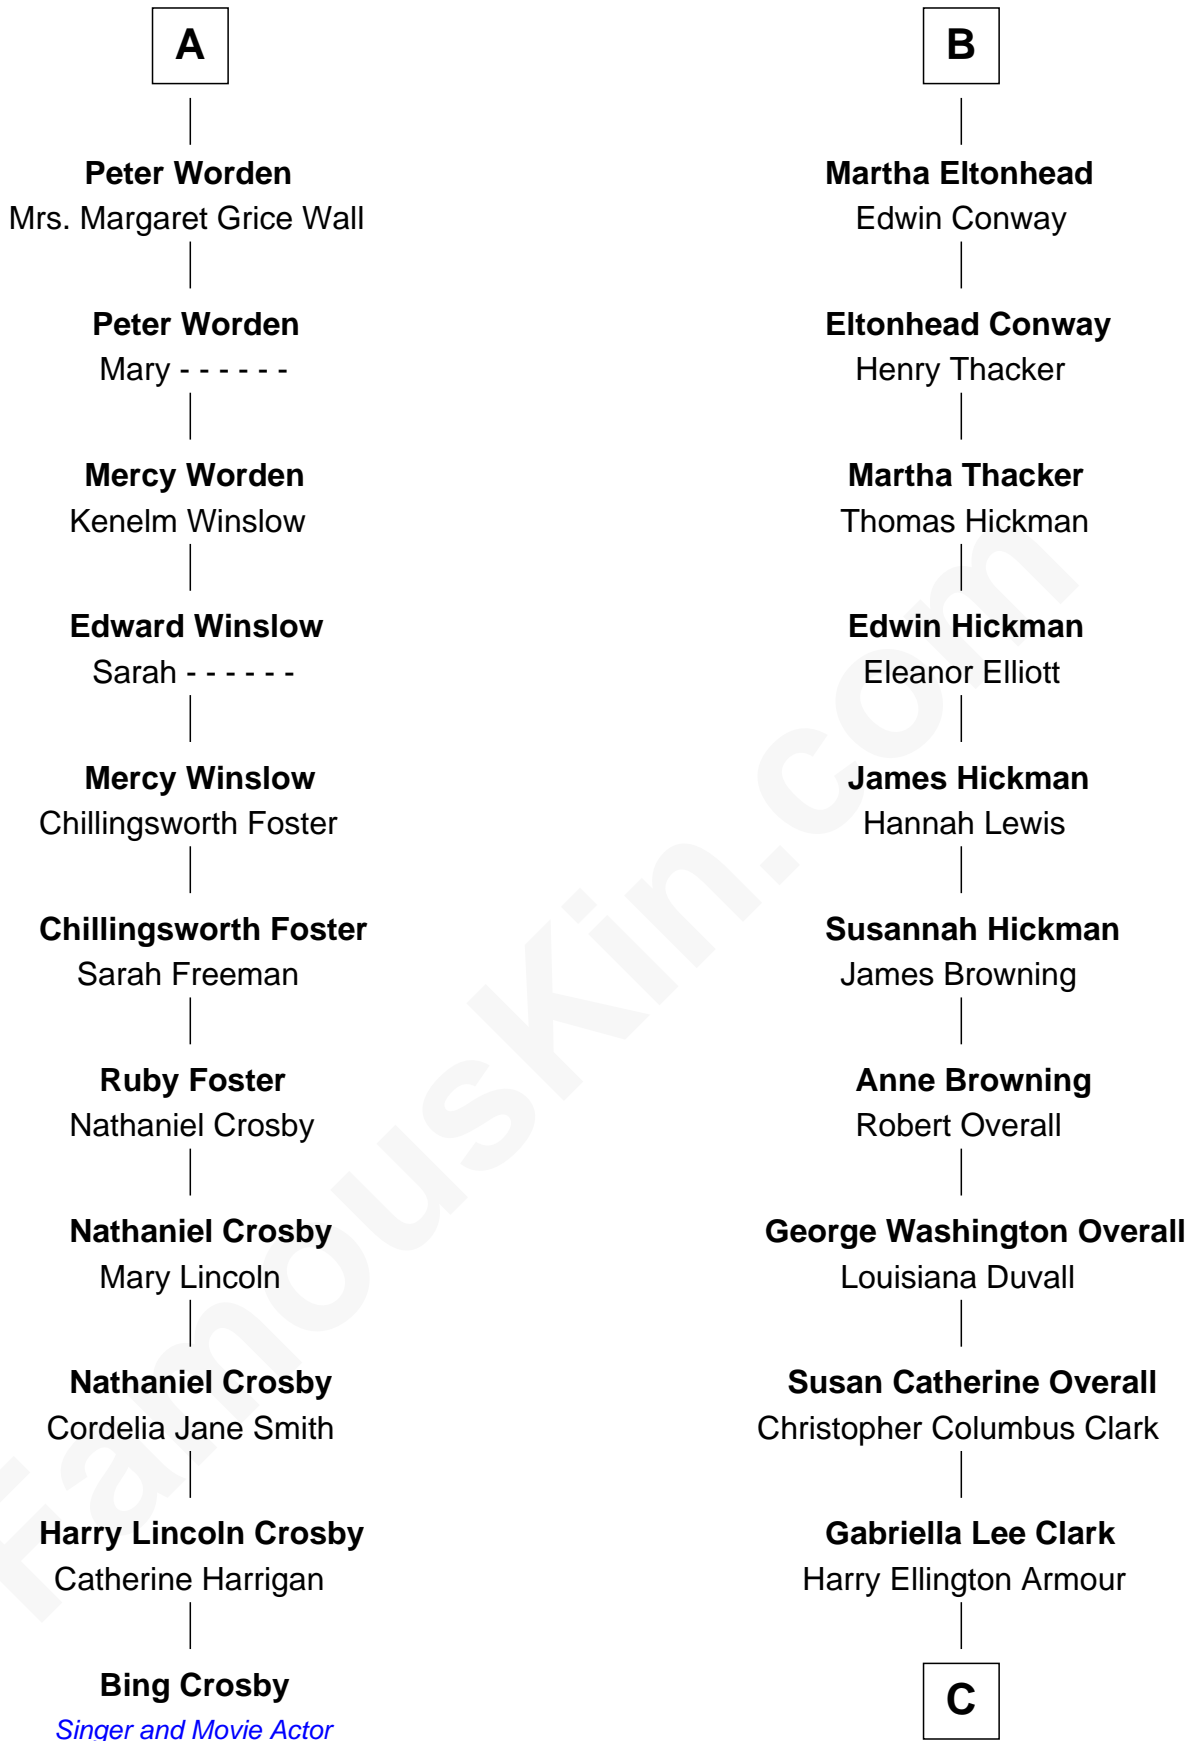 A
Peter Worden
Mrs. Margaret Grice Wall
Peter Worden
Mary - - - - - -
Mercy Worden
Kenelm Winslow
Edward Winslow
Sarah - - - - - -
Mercy Winslow
Chillingsworth Foster
Chillingsworth Foster
Sarah Freeman
Ruby Foster
Nathaniel Crosby
Nathaniel Crosby
Mary Lincoln
Nathaniel Crosby
Cordelia Jane Smith
Harry Lincoln Crosby
Catherine Harrigan
Bing Crosby
Singer and Movie Actor
B
Martha Eltonhead
Edwin Conway
Eltonhead Conway
Henry Thacker
Martha Thacker
Thomas Hickman
Edwin Hickman
Eleanor Elliott
James Hickman
Hannah Lewis
Susannah Hickman
James Browning
Anne Browning
Robert Overall
George Washington Overall
Louisiana Duvall
Susan Catherine Overall
Christopher Columbus Clark
Gabriella Lee Clark
Harry Ellington Armour
C
FamousKin.com